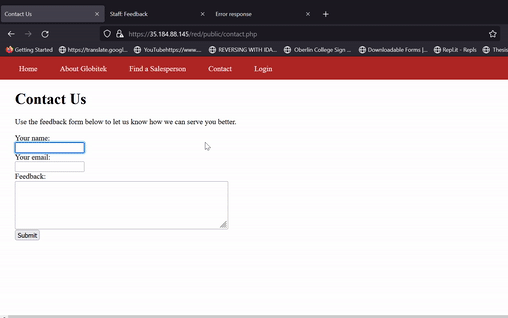 Contact Us
Staff: Feedback
Error response
https://35.184.88.145/red/public/contact.php
Getting Started
https://translate.googl...
YouTubehttps://www....
REVERSING WITH IDA...
Oberlin College Sign ...
Downloadable Forms |...
Repl.it - Repls
Thesis
Home
About Globitek
Find a Salesperson
Contact
Login
Contact Us
Use the feedback form below to let us know how we can serve you better.
Your name:
Your email:
Feedback:
Submit